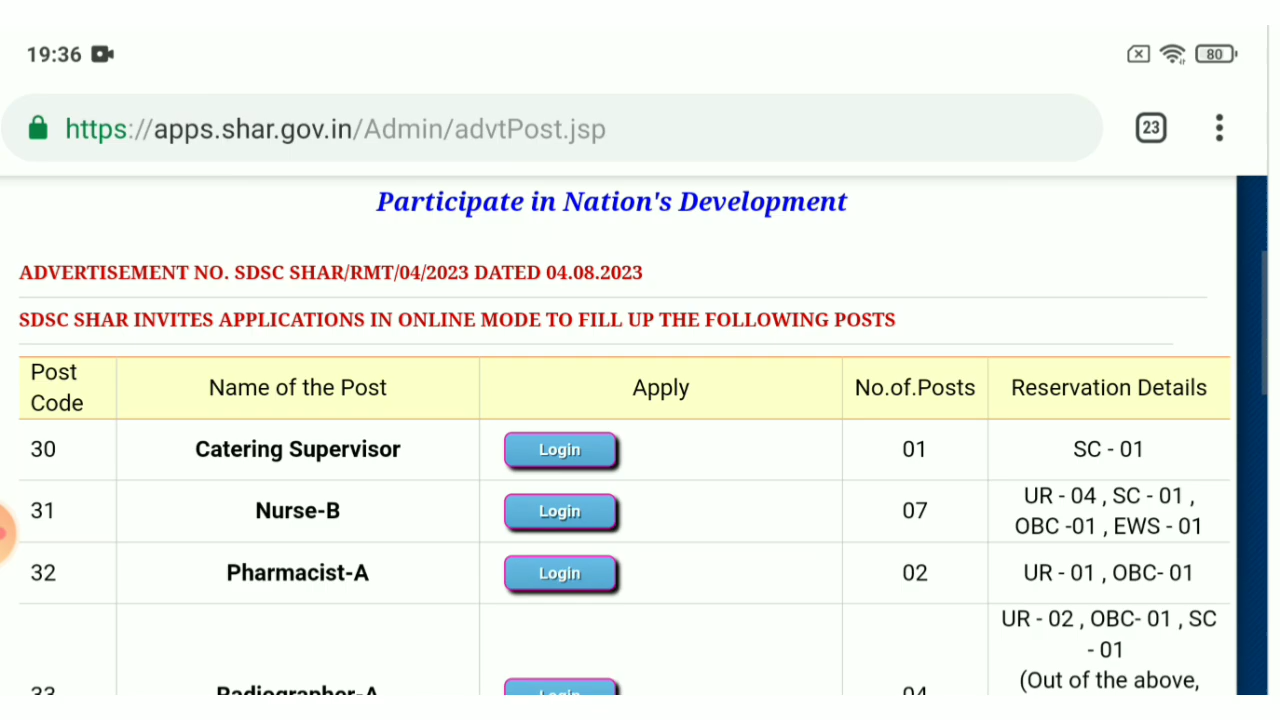 19:36
80
https://apps.shar.gov.in/Admin/advtPost.jsp
23
Participate in Nation's Development
ADVERTISEMENT NO. SDSC SHAR/RMT/04/2023 DATED 04.08.2023
SDSC SHAR INVITES APPLICATIONS IN ONLINE MODE TO FILL UP THE FOLLOWING POSTS
Post
Code
Name of the Post
Apply
No.of.Posts
Reservation Details
30
Catering Supervisor
Login
01
SC - 01
31
Nurse-B
Login
07
UR - 04 , SC - 01 ,
OBC -01 , EWS - 01
32
Pharmacist-A
Login
02
UR - 01 , OBC- 01
33
Radiographer-A
Login
04
UR - 02 , OBC- 01 , SC
- 01
(Out of the above,